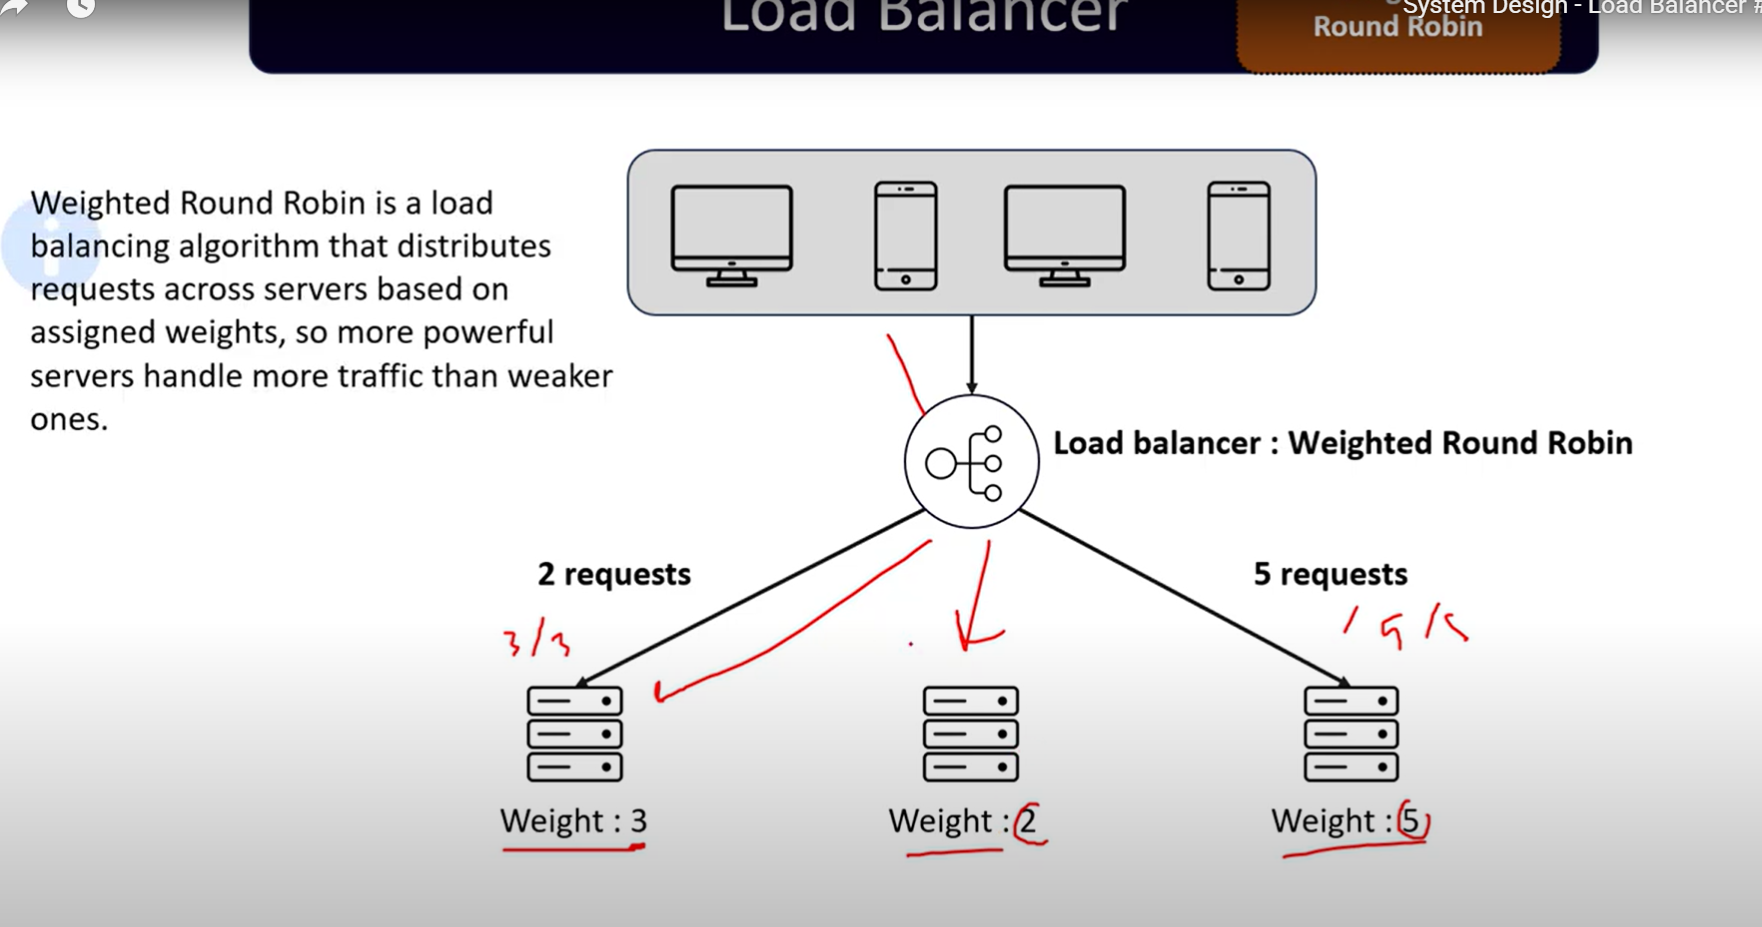 Load Balancer
System Design - Load Balancer #
Round Robin
Weighted Round Robin is a load
balancing algorithm that distributes
requests across servers based on
assigned weights, so more powerful
servers handle more traffic than weaker
ones.
Load balancer : Weighted Round Robin
2 requests
5 requests
3/3
5/5
Weight : 3
Weight : 2
Weight : 5